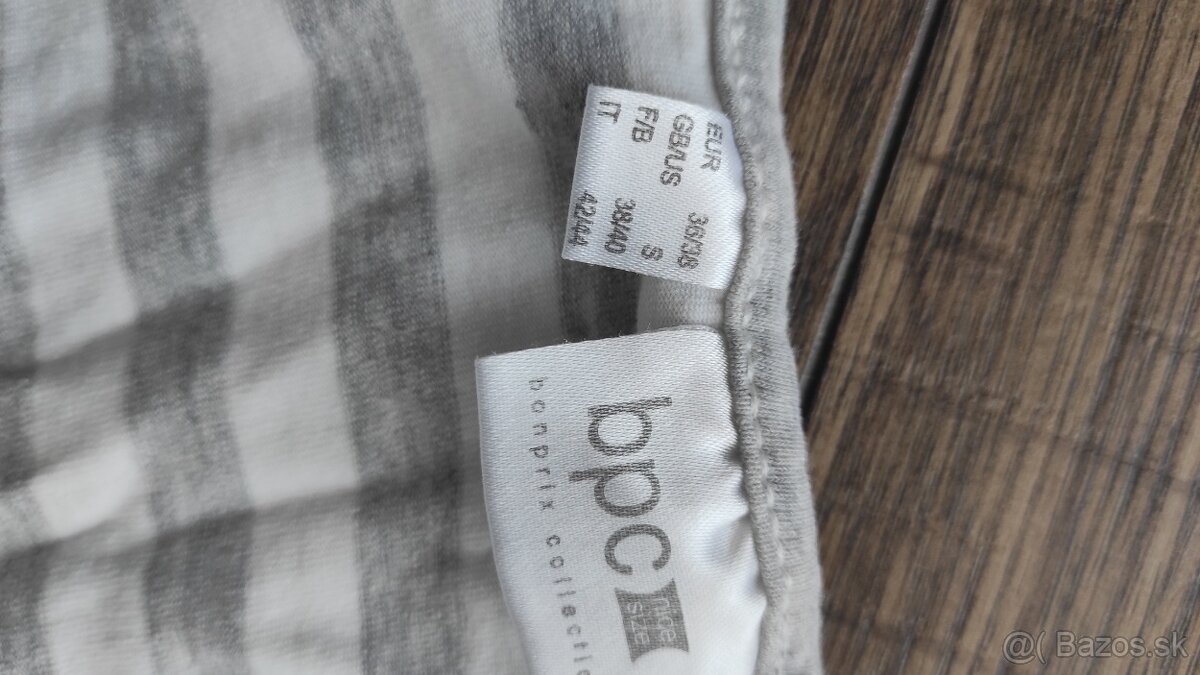 EUR 36/38
GB/US S
F/B 38/40
IT 42/44
bpc
nice
size
bonprix collectio
@( Bazos.sk